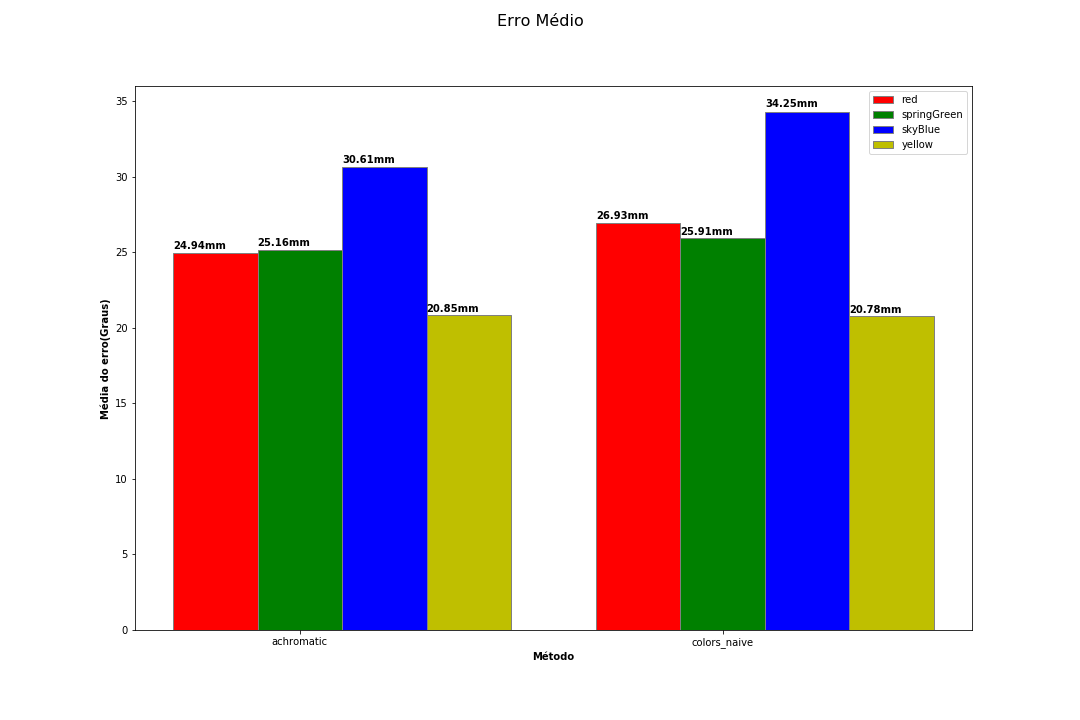 Erro Médio
35
30
25
20
15
10
5
0
Média do erro(Graus)
24.94mm
25.16mm
30.61mm
20.85mm
26.93mm
25.91mm
34.25mm
20.78mm
red
springGreen
skyBlue
yellow
achromatic
colors_naive
Método